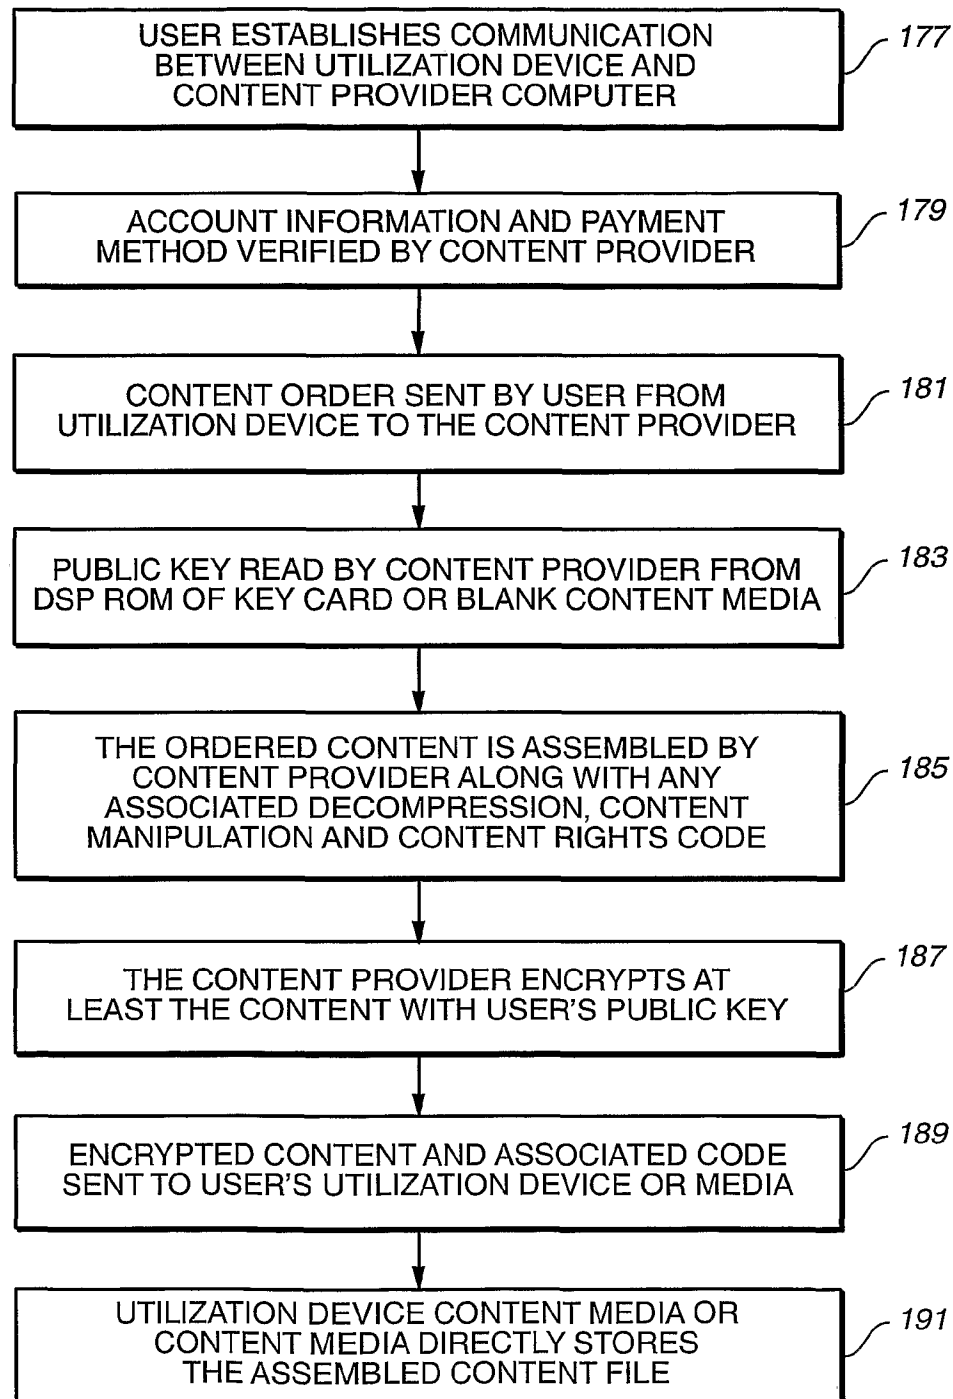 USER ESTABLISHES COMMUNICATION
BETWEEN UTILIZATION DEVICE AND
CONTENT PROVIDER COMPUTER
177
ACCOUNT INFORMATION AND PAYMENT
METHOD VERIFIED BY CONTENT PROVIDER
179
CONTENT ORDER SENT BY USER FROM
UTILIZATION DEVICE TO THE CONTENT PROVIDER
181
PUBLIC KEY READ BY CONTENT PROVIDER FROM
DSP ROM OF KEY CARD OR BLANK CONTENT MEDIA
183
THE ORDERED CONTENT IS ASSEMBLED BY
CONTENT PROVIDER ALONG WITH ANY
ASSOCIATED DECOMPRESSION, CONTENT
MANIPULATION AND CONTENT RIGHTS CODE
185
THE CONTENT PROVIDER ENCRYPTS AT
LEAST THE CONTENT WITH USER'S PUBLIC KEY
187
ENCRYPTED CONTENT AND ASSOCIATED CODE
SENT TO USER'S UTILIZATION DEVICE OR MEDIA
189
UTILIZATION DEVICE CONTENT MEDIA OR
CONTENT MEDIA DIRECTLY STORES
THE ASSEMBLED CONTENT FILE
191